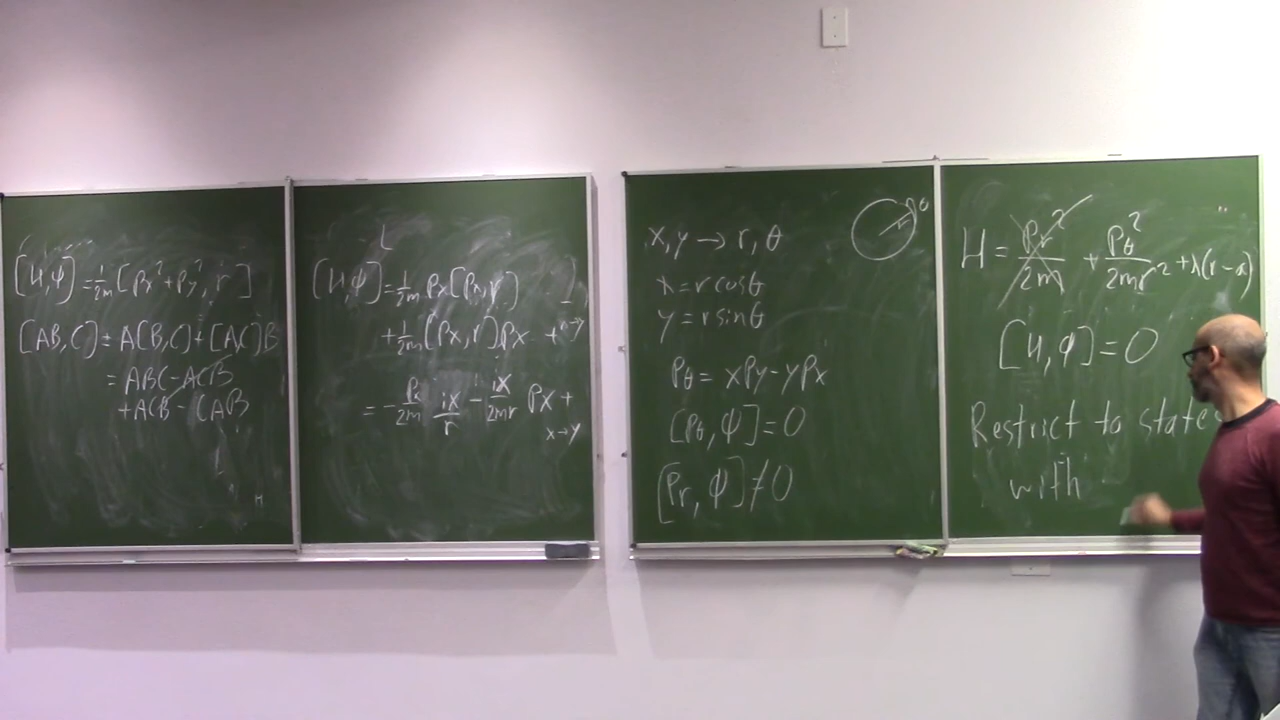 [H,ψ]=1/2m[Px²+Py², r]
[AB,C]=A[B,C]+[A,C]B
=ABC-ACB
+ACB-CAB
[H,ψ]=1/2m Px[Px,r]
+1/2m[Px,r]Px +x→y
=-Px/2m ix/r - ix/2mr Px +
x→y
x,y→r,θ
x=rcosθ
y=rsinθ
Pθ=xPy-yPx
[Pθ,ψ]=0
[Pr,ψ]≠0
θ
r
H=Pr²/2m + Pθ²/2mr² +λ(r-a)
[H,ψ]=0
Restrict to states
with